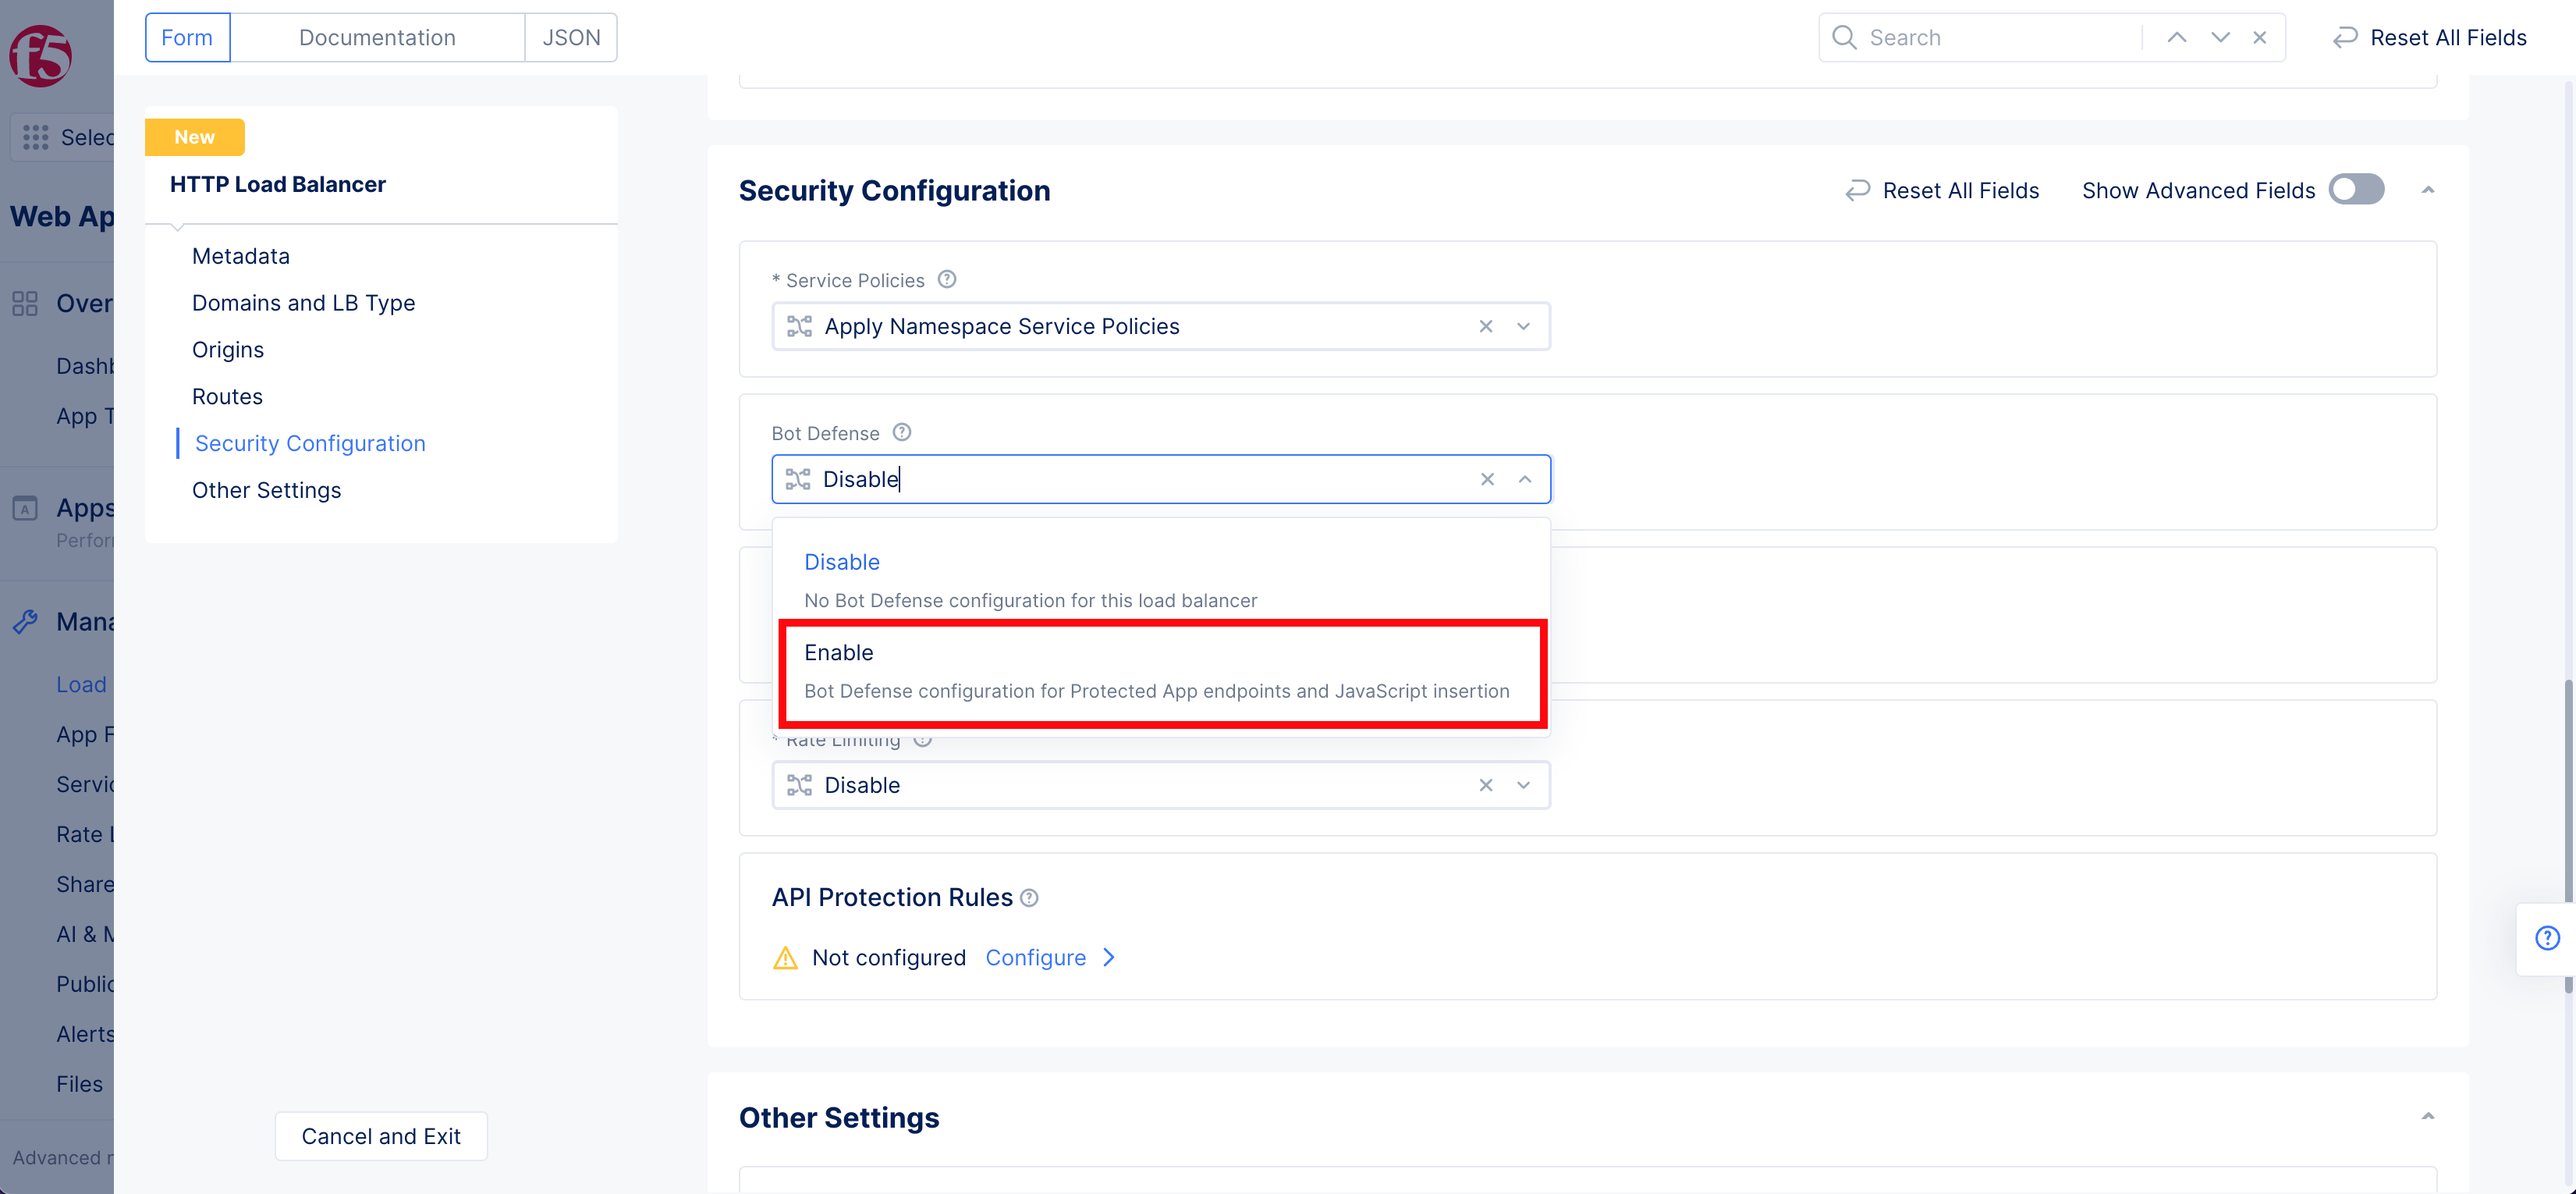 f5
Form
Documentation
JSON
Search
Reset All Fields
Selec
New
HTTP Load Balancer
Web Ap
Metadata
Domains and LB Type
Origins
Routes
Security Configuration
Other Settings
Over
Dashb
App T
A
Apps
Perfor
Mana
Load
App F
Servic
Rate L
Share
AI & M
Public
Alerts
Files
Advanced r
Cancel and Exit
Security Configuration
Reset All Fields
Show Advanced Fields
* Service Policies
Apply Namespace Service Policies
Bot Defense
Disable
Disable
No Bot Defense configuration for this load balancer
Enable
Bot Defense configuration for Protected App endpoints and JavaScript insertion
* Rate Limiting
Disable
API Protection Rules
Not configured Configure
Other Settings